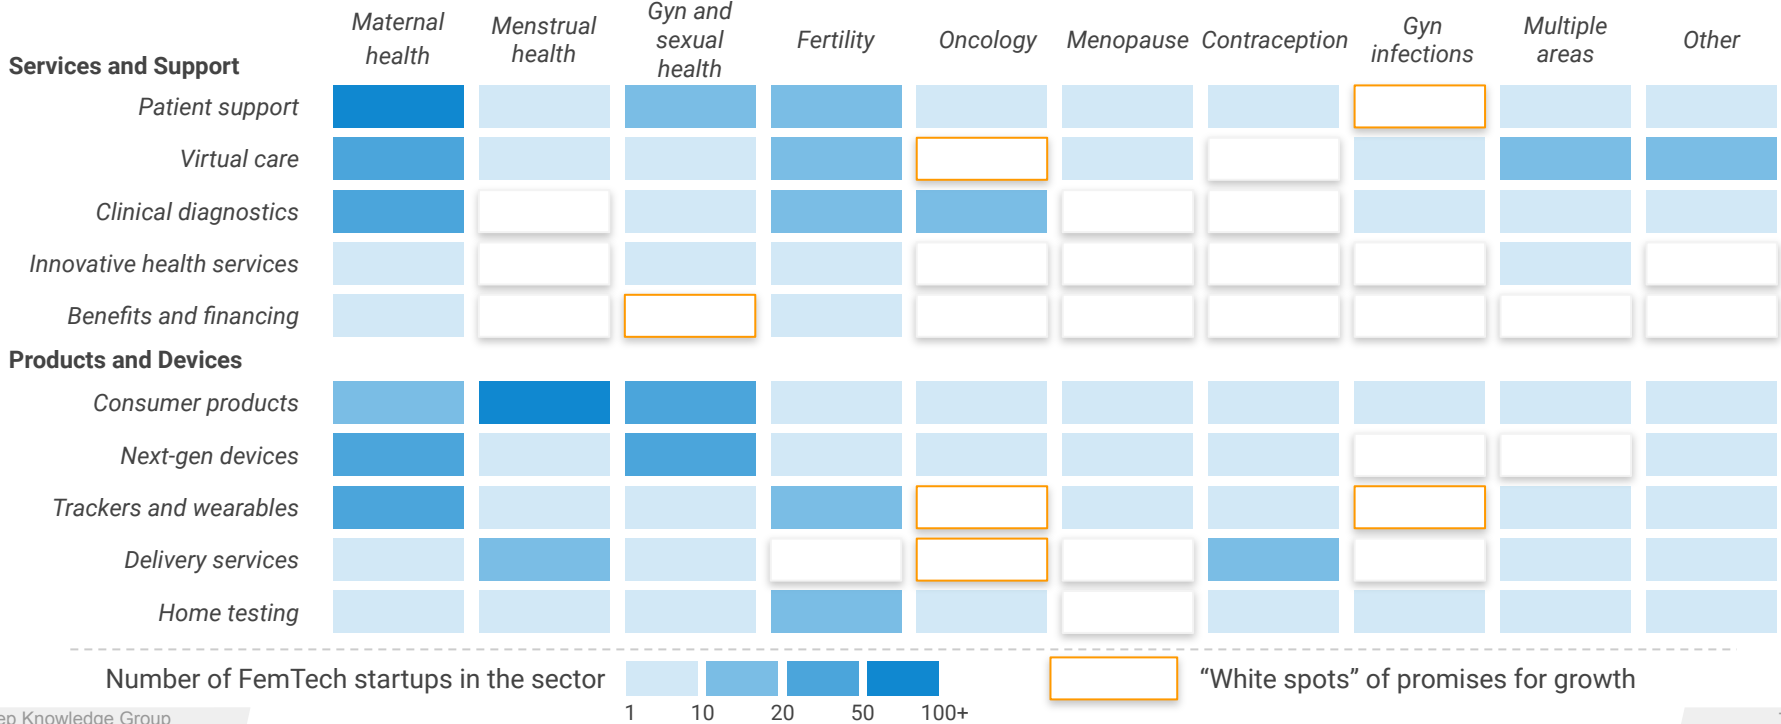 Maternal
health
Menstrual
health
Gyn and
sexual
health
Fertility
Oncology
Menopause
Contraception
Gyn
infections
Multiple
areas
Other
Services and Support
Patient support
Virtual care
Clinical diagnostics
Innovative health services
Benefits and financing
Products and Devices
Consumer products
Next-gen devices
Trackers and wearables
Delivery services
Home testing
Number of FemTech startups in the sector
1 10 20 50 100+
“White spots” of promises for growth
Knowledge Group